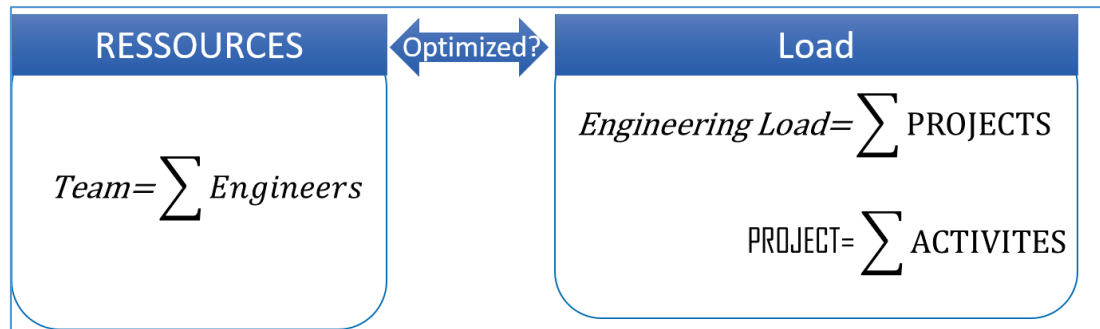 RESSOURCES
Optimized?
Load
Team=∑ Engineers
Engineering Load=∑ PROJECTS
PROJECT=∑ ACTIVITES